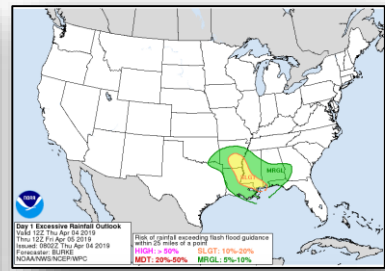 MRGL
SLGT
noaa
Day 1 Excessive Rainfall Outlook
Valid 12Z Thu Apr 04 2019
Thru 12Z Fri Apr 05 2019
Issued: 0802Z Thu Apr 04 2019
Forecaster: BURKE
NOAA/NWS/NCEP/WPC
Risk of rainfall exceeding flash flood guidance
within 25 miles of a point
HIGH: > 50% SLGT: 10%-20%
MDT: 20%-50% MRGL: 5%-10%